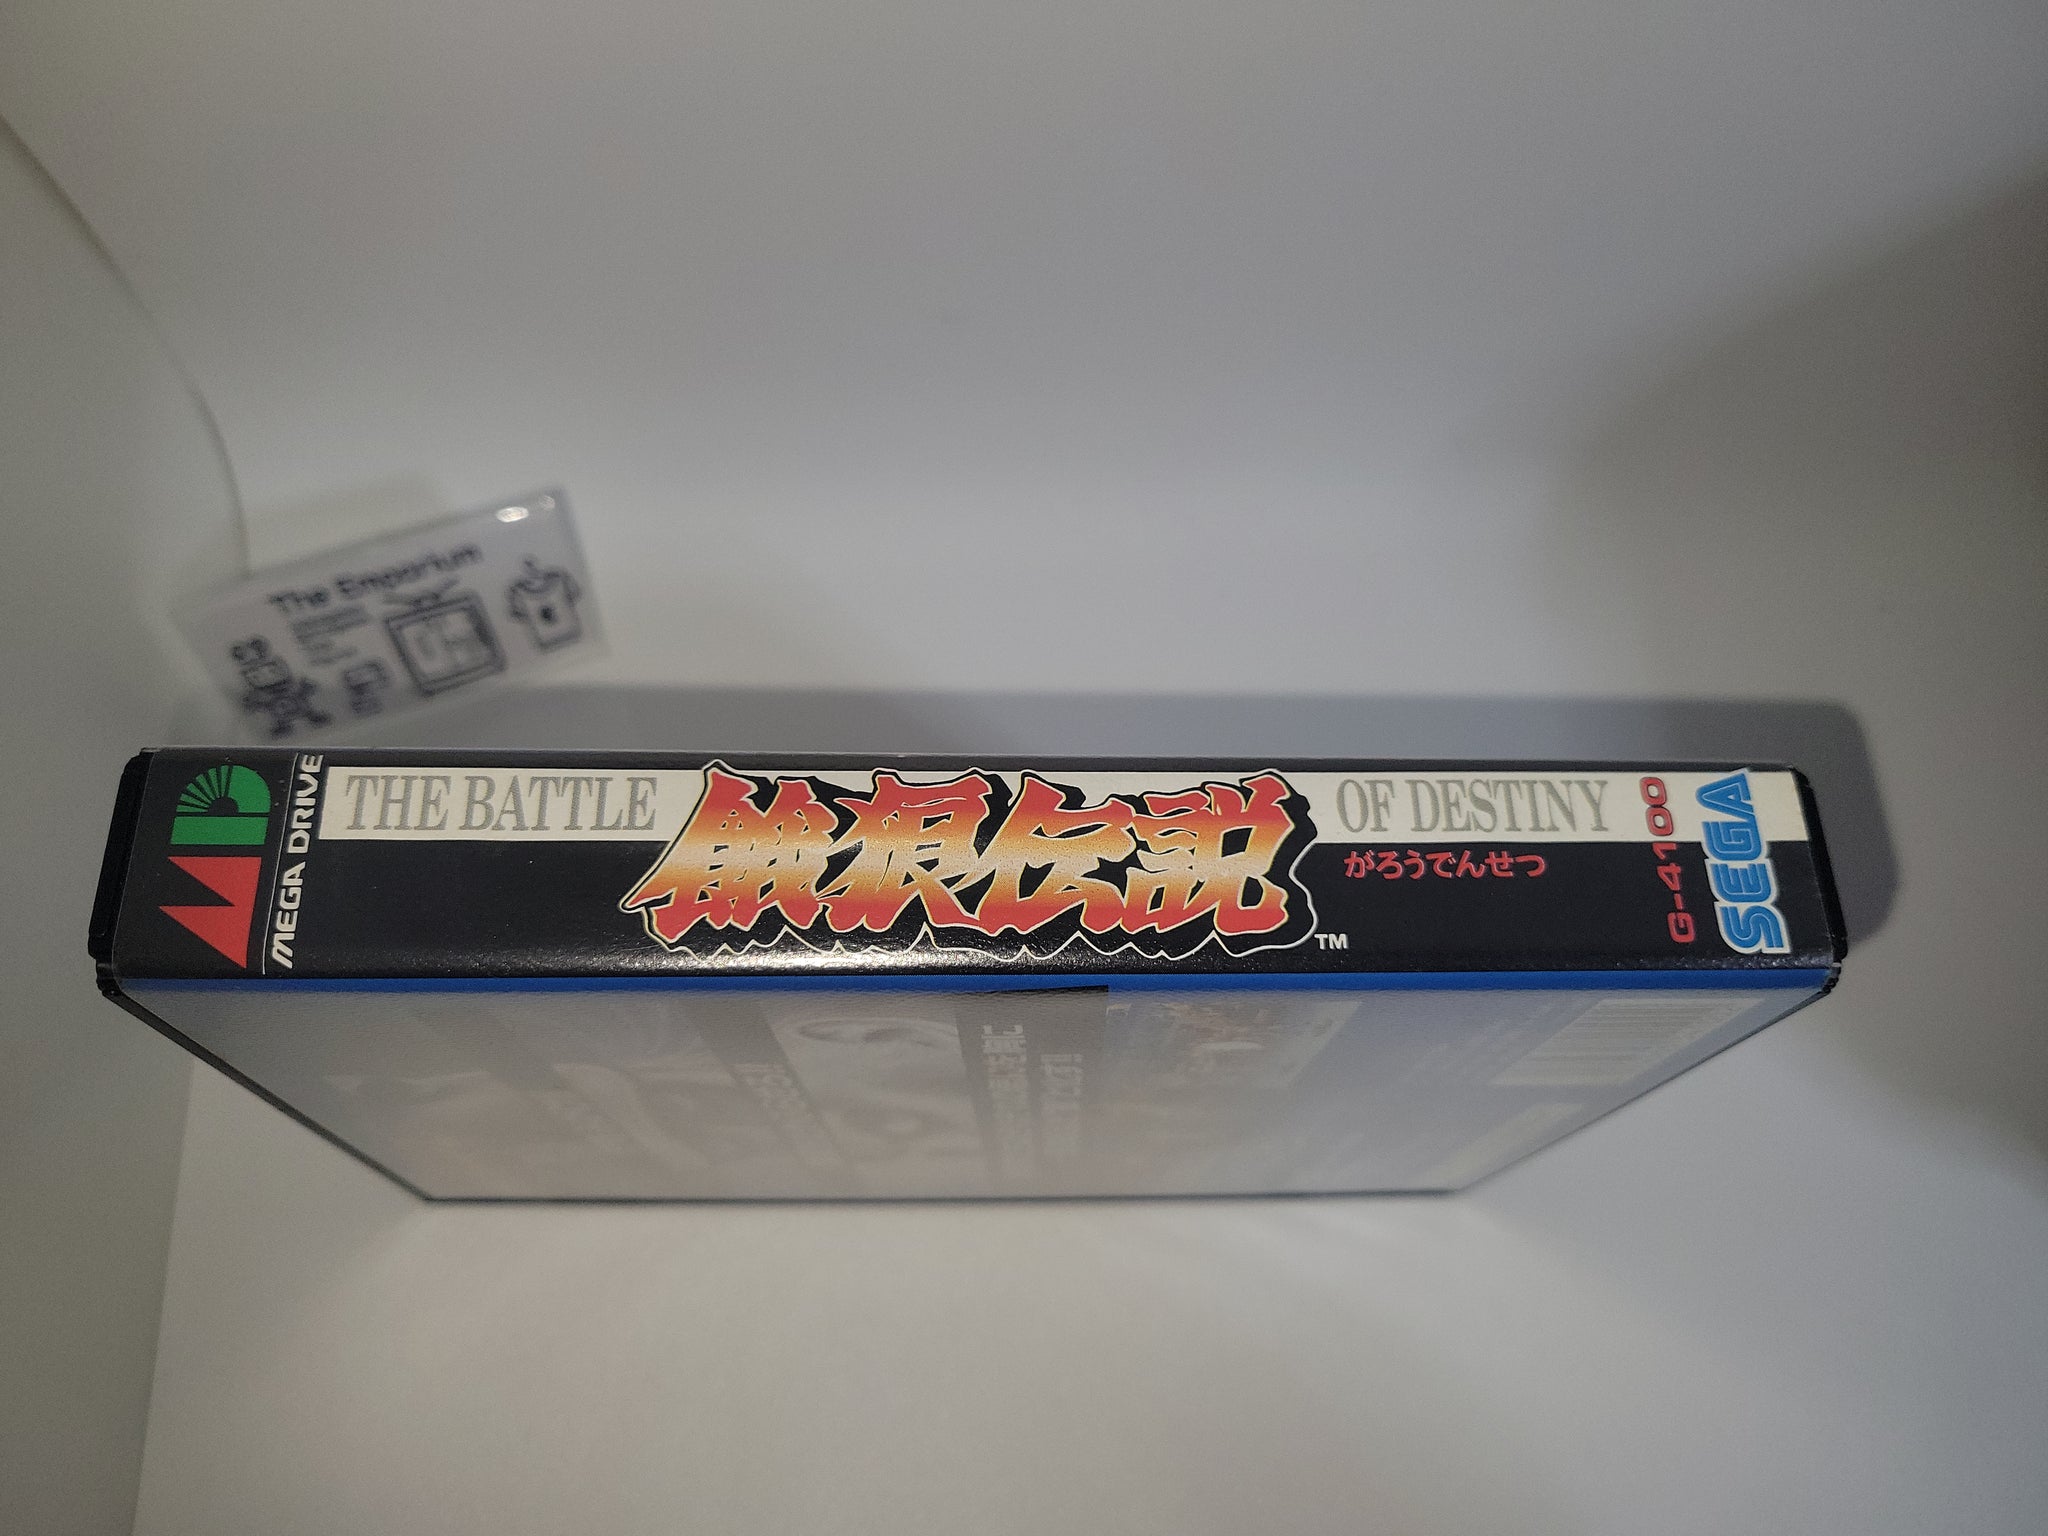 The Emporium
MD
MEGA DRIVE
THE BATTLE
餓狼伝説
TM
OF DESTINY
がろうでんせつ
G-4100
SEGA